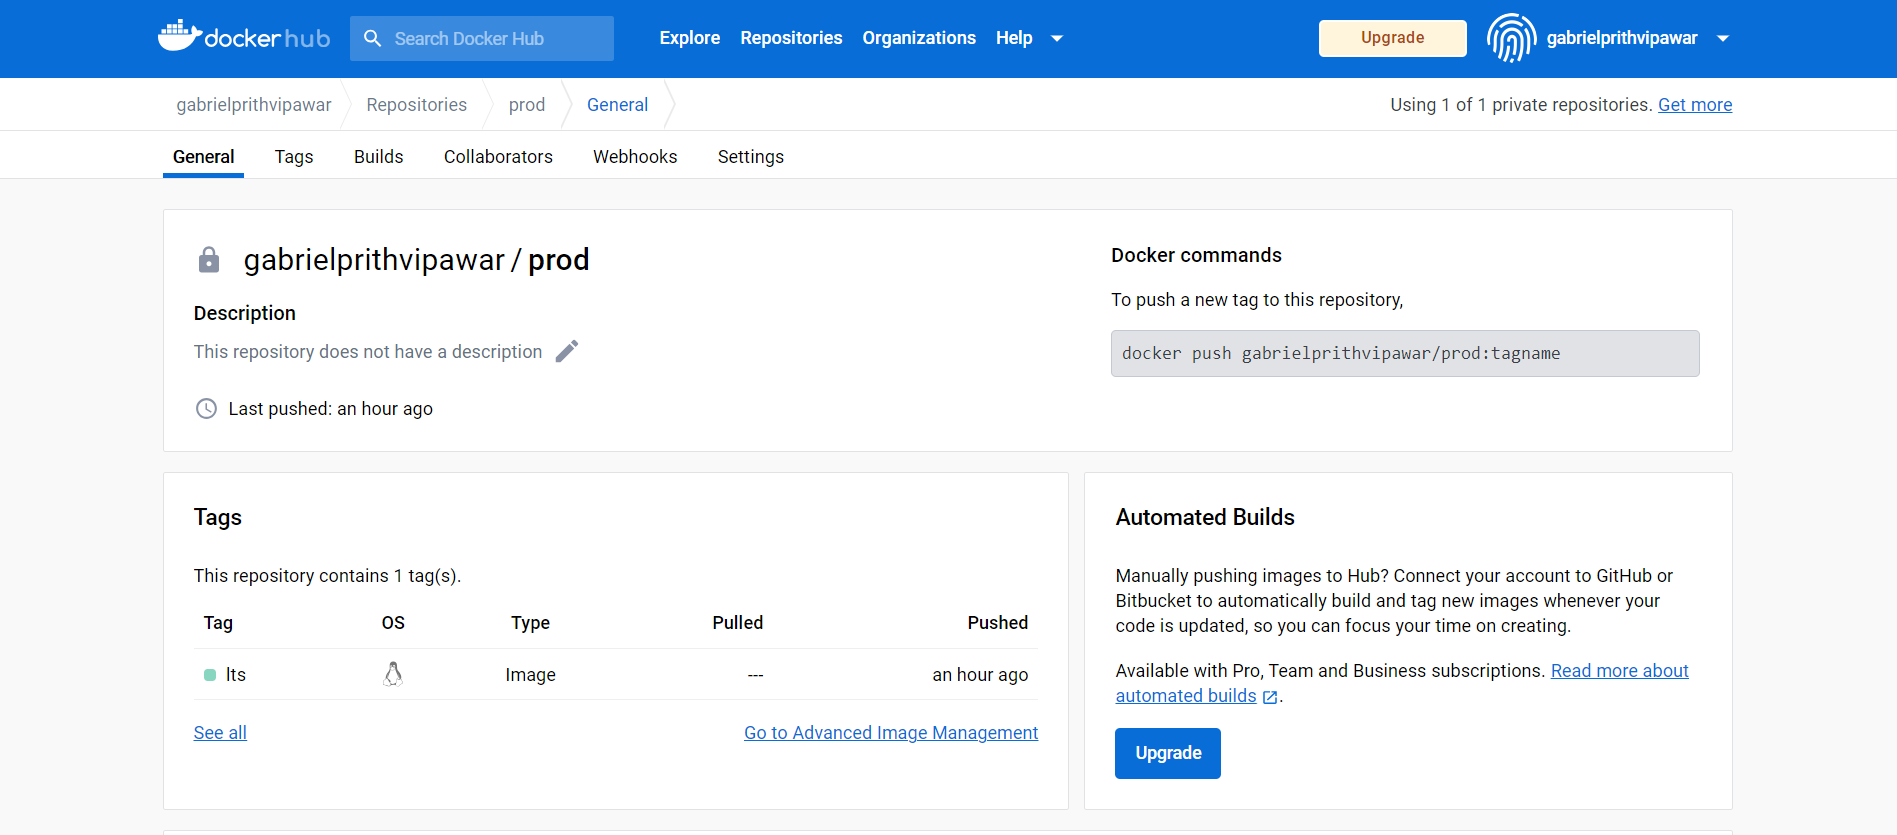 docker hub
Search Docker Hub
Explore
Repositories
Organizations
Help
Upgrade
gabrielprithvipawar
gabrielprithvipawar
Repositories
prod
General
Using 1 of 1 private repositories. Get more
General
Tags
Builds
Collaborators
Webhooks
Settings
gabrielprithvipawar / prod
Description
This repository does not have a description
Last pushed: an hour ago
Docker commands
To push a new tag to this repository,
docker push gabrielprithvipawar/prod:tagname
Tags
This repository contains 1 tag(s).
Tag OS Type Pulled Pushed
lts Image --- an hour ago
See all
Go to Advanced Image Management
Automated Builds
Manually pushing images to Hub? Connect your account to GitHub or
Bitbucket to automatically build and tag new images whenever your
code is updated, so you can focus your time on creating.
Available with Pro, Team and Business subscriptions. Read more about
automated builds .
Upgrade